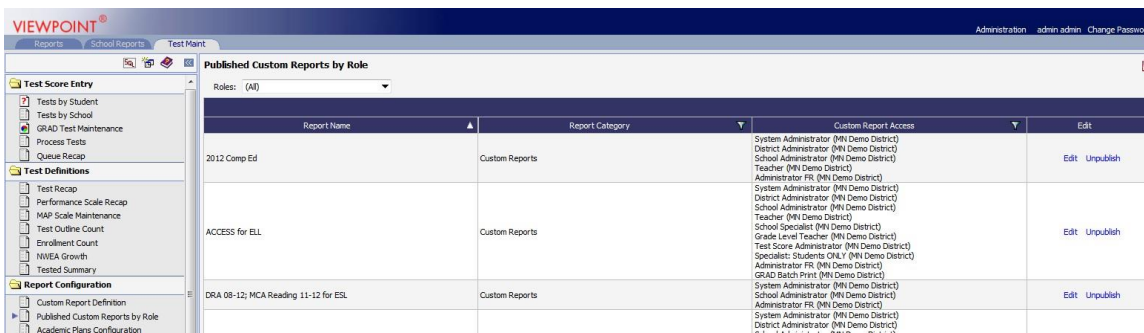 VIEWPOINT®
Administration admin admin Change Passwo
Reports School Reports Test Maint
Published Custom Reports by Role
Roles: (All)
Test Score Entry
Tests by Student
Tests by School
GRAD Test Maintenance
Process Tests
Queue Recap
Test Definitions
Test Recap
Performance Scale Recap
MAP Scale Maintenance
Test Outline Count
Enrollment Count
NWEA Growth
Tested Summary
Report Configuration
Custom Report Definition
Published Custom Reports by Role
Academic Plans Configuration
Report Name Report Category Custom Report Access Edit
2012 Comp Ed Custom Reports
System Administrator (MN Demo District)
District Administrator (MN Demo District)
School Administrator (MN Demo District)
Teacher (MN Demo District)
Administrator FR (MN Demo District)
Edit Unpublish
ACCESS for ELL Custom Reports
System Administrator (MN Demo District)
District Administrator (MN Demo District)
School Administrator (MN Demo District)
Teacher (MN Demo District)
School Specialist (MN Demo District)
Grade Level Teacher (MN Demo District)
Test Score Administrator (MN Demo District)
Specialist: Students ONLY (MN Demo District)
Administrator FR (MN Demo District)
GRAD Batch Print (MN Demo District)
Edit Unpublish
DRA 08-12; MCA Reading 11-12 for ESL Custom Reports
System Administrator (MN Demo District)
School Administrator (MN Demo District)
Administrator FR (MN Demo District)
Edit Unpublish
System Administrator (MN Demo District)
District Administrator (MN Demo District)